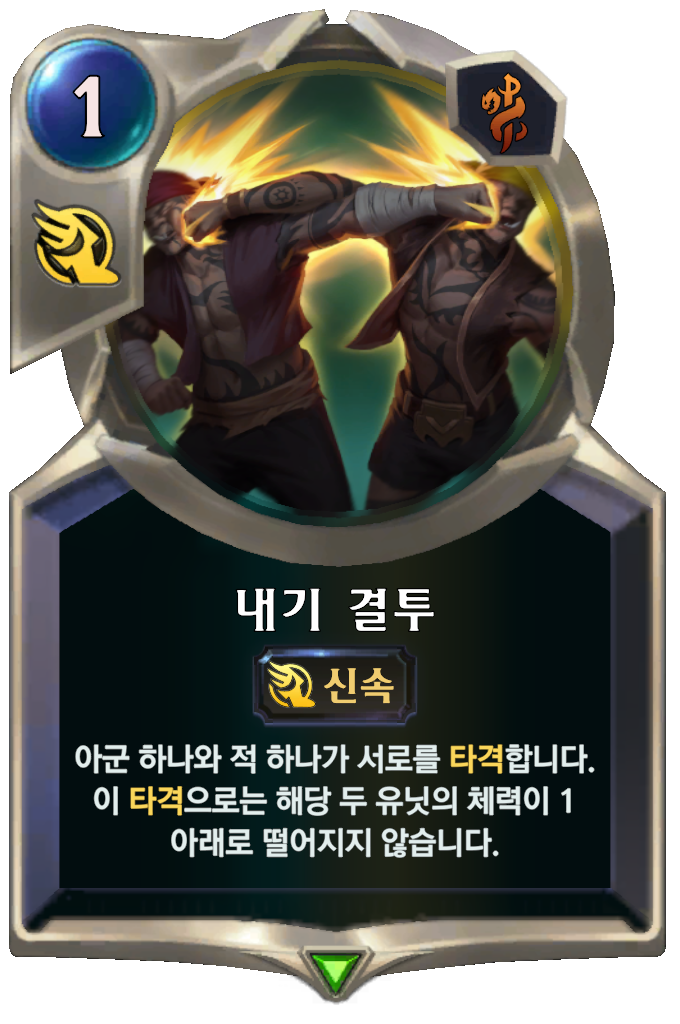 1
내기 결투
신속
아군 하나와 적 하나가 서로를 타격합니다.
이 타격으로는 해당 두 유닛의 체력이 1
아래로 떨어지지 않습니다.